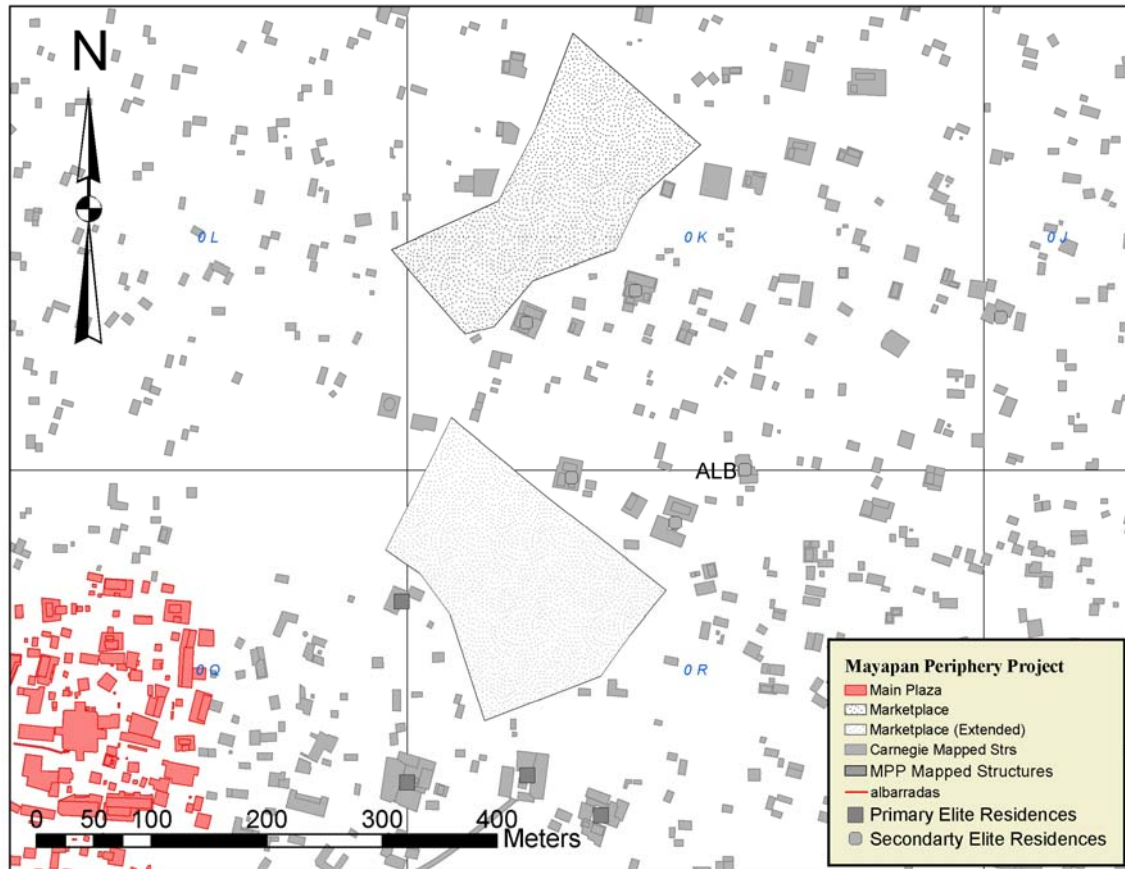 N
0 L
0 K
0 J
ALB
0 Q
0 R
0 50 100 200 300 400
Meters
Mayapan Periphery Project
Main Plaza
Marketplace
Marketplace (Extended)
Carnegie Mapped Strs
MPP Mapped Structures
albarradas
Primary Elite Residences
Secondarty Elite Residences